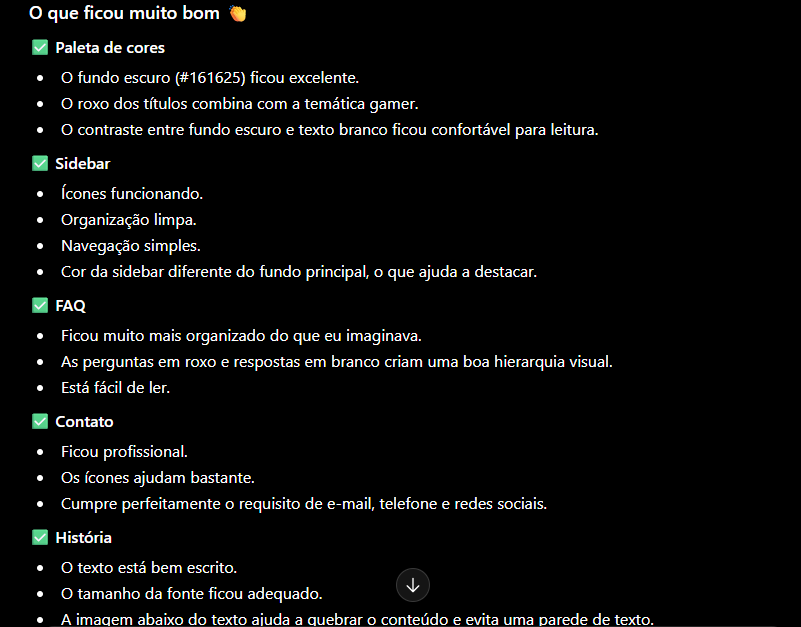 O que ficou muito bom 👏
✅ Paleta de cores
• O fundo escuro (#161625) ficou excelente.
• O roxo dos títulos combina com a temática gamer.
• O contraste entre fundo escuro e texto branco ficou confortável para leitura.
✅ Sidebar
• Ícones funcionando.
• Organização limpa.
• Navegação simples.
• Cor da sidebar diferente do fundo principal, o que ajuda a destacar.
✅ FAQ
• Ficou muito mais organizado do que eu imaginava.
• As perguntas em roxo e respostas em branco criam uma boa hierarquia visual.
• Está fácil de ler.
✅ Contato
• Ficou profissional.
• Os ícones ajudam bastante.
• Cumpre perfeitamente o requisito de e-mail, telefone e redes sociais.
✅ História
• O texto está bem escrito.
• O tamanho da fonte ficou adequado.
• A imagem abaixo do texto ajuda a quebrar o conteúdo e evita uma parede de texto.